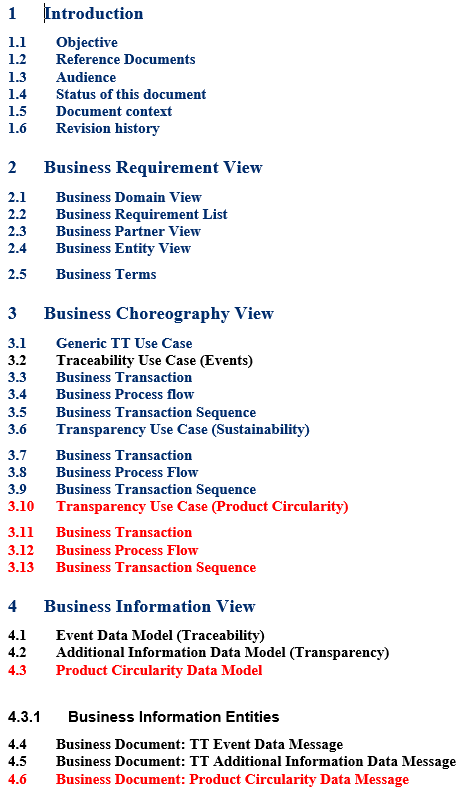 1 Introduction
1.1 Objective
1.2 Reference Documents
1.3 Audience
1.4 Status of this document
1.5 Document context
1.6 Revision history
2 Business Requirement View
2.1 Business Domain View
2.2 Business Requirement List
2.3 Business Partner View
2.4 Business Entity View
2.5 Business Terms
3 Business Choreography View
3.1 Generic TT Use Case
3.2 Traceability Use Case (Events)
3.3 Business Transaction
3.4 Business Process flow
3.5 Business Transaction Sequence
3.6 Transparency Use Case (Sustainability)
3.7 Business Transaction
3.8 Business Process Flow
3.9 Business Transaction Sequence
3.10 Transparency Use Case (Product Circularity)
3.11 Business Transaction
3.12 Business Process Flow
3.13 Business Transaction Sequence
4 Business Information View
4.1 Event Data Model (Traceability)
4.2 Additional Information Data Model (Transparency)
4.3 Product Circularity Data Model
4.3.1 Business Information Entities
4.4 Business Document: TT Event Data Message
4.5 Business Document: TT Additional Information Data Message
4.6 Business Document: Product Circularity Data Message